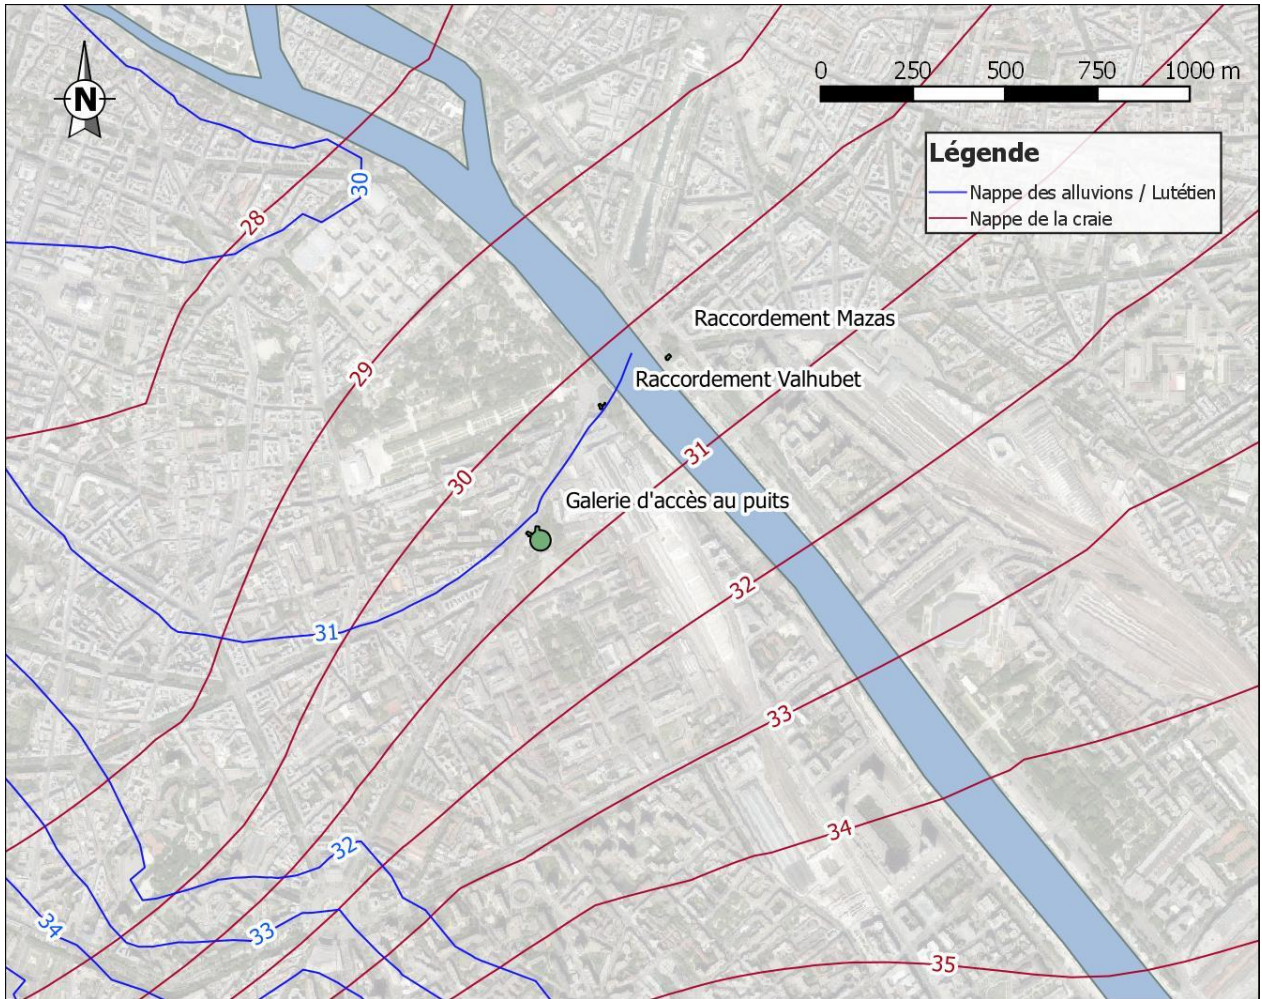 N
0 250 500 750 1000 m
Légende
Nappe des alluvions / Lutétien
Nappe de la craie
30
28
Raccordement Mazas
29
Raccordement Valhubet
31
30
Galerie d'accès au puits
32
31
33
34
32
34
33
35